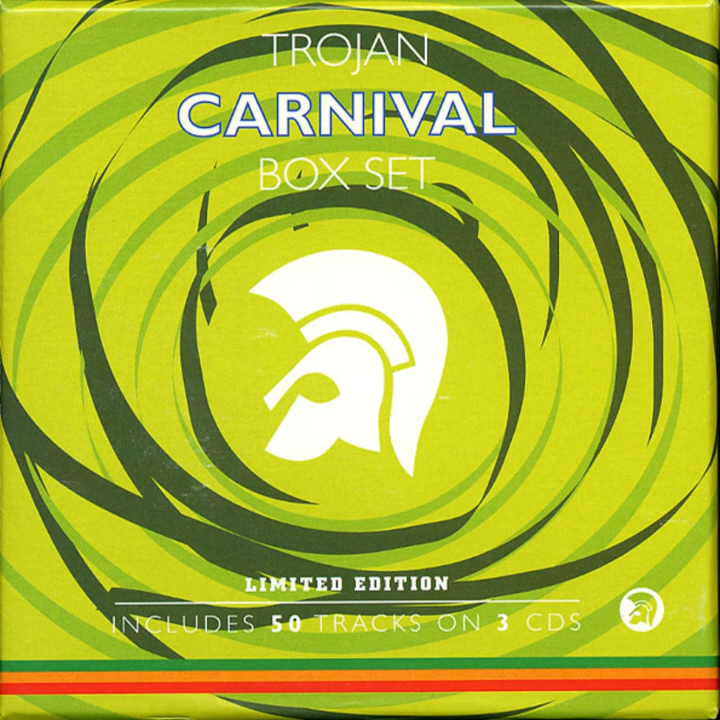 TROJAN
CARNIVAL
BOX SET
LIMITED EDITION
INCLUDES 50 TRACKS ON 3 CDS